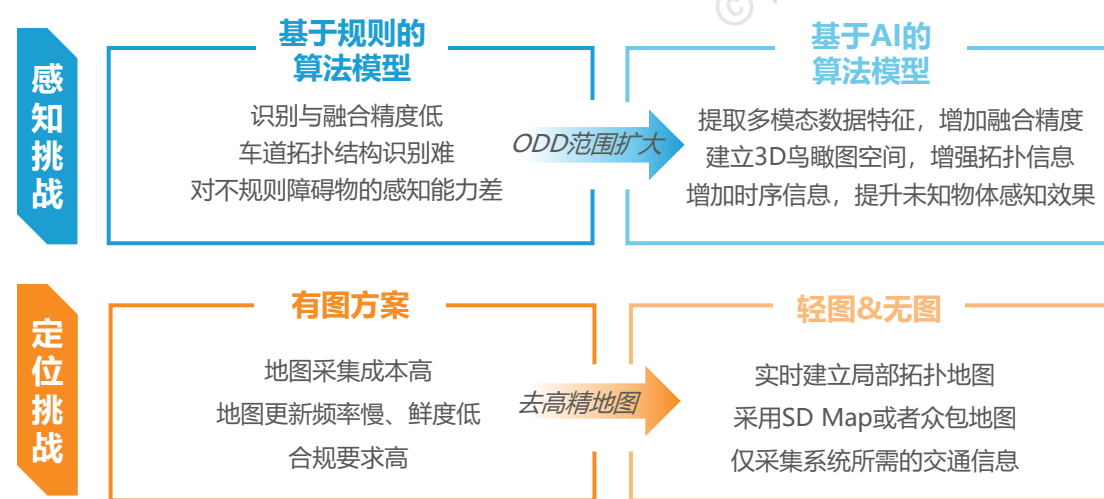 感知挑战
基于规则的
算法模型
识别与融合精度低
车道拓扑结构识别难
对不规则障碍物的感知能力差
ODD范围扩大
基于AI的
算法模型
提取多模态数据特征，增加融合精度
建立3D鸟瞰图空间，增强拓扑信息
增加时序信息，提升未知物体感知效果
定位挑战
有图方案
地图采集成本高
地图更新频率慢、鲜度低
合规要求高
去高精地图
轻图&无图
实时建立局部拓扑地图
采用SD Map或者众包地图
仅采集系统所需的交通信息